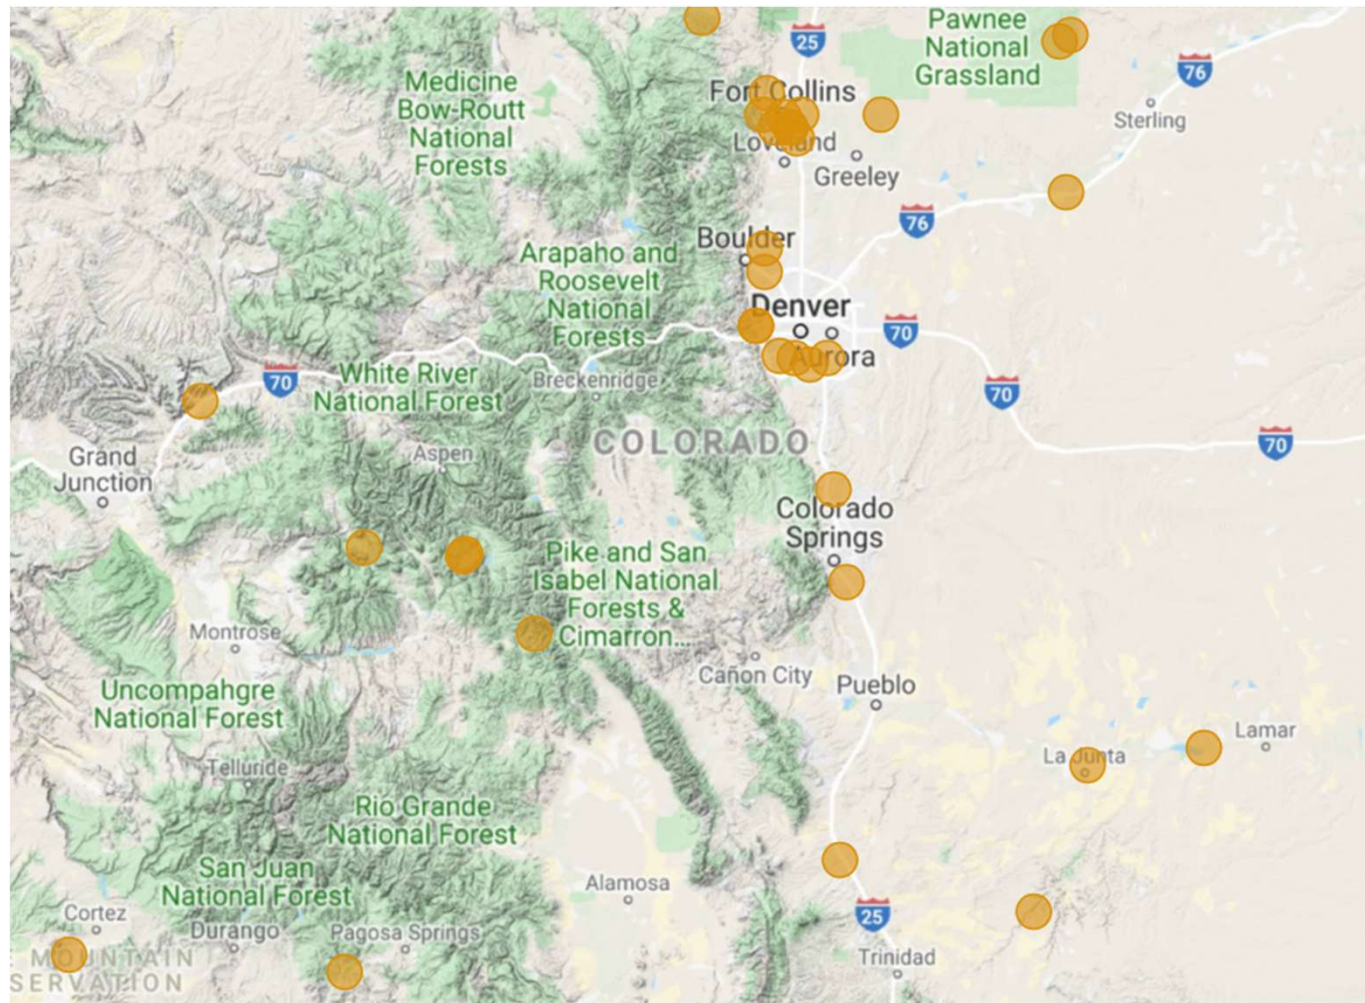 Pawnee
National
Grassland
25
76
Medicine
Bow-Routt
National
Forests
Fort Collins
Sterling
Loveland
Greeley
76
Boulder
Arapaho and
Roosevelt
National
Forests
Denver
70
Aurora
White River
National Forest
70
Breckenridge
70
COLORADO
70
Grand
Junction
Aspen
Colorado
Springs
Pike and San
Isabel National
Forests &
Cimarron...
Montrose
Cañon City
Pueblo
Uncompahgre
National Forest
Lamar
La Junta
Telluride
Rio Grande
National Forest
San Juan
National Forest
Alamosa
Cortez
25
Durango
Pagosa Springs
MOUNTAIN
SERVATION
Trinidad